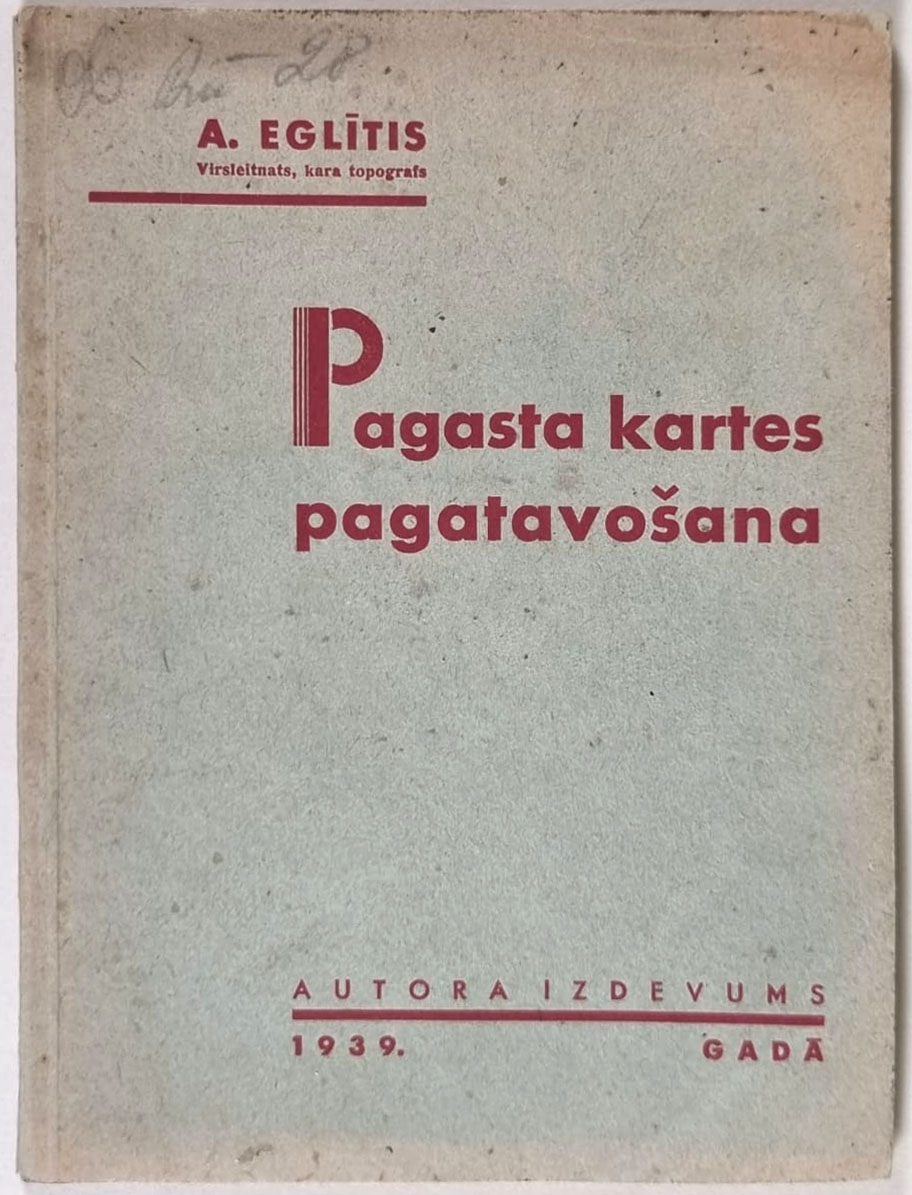 A. EGLĪTIS
Virsleitnats, kara topografs
Pagasta kartes
pagatavošana
AUTORA IZDEVUMS
1939. GADĀ